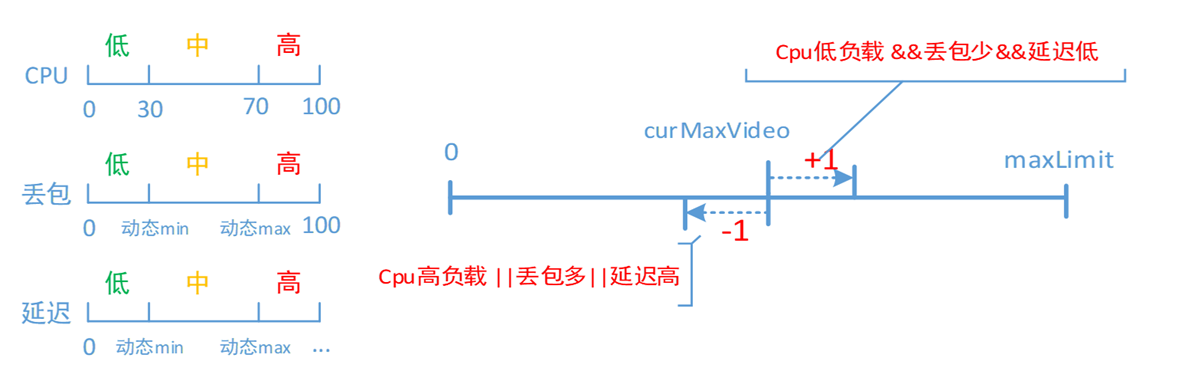 低 中 高
CPU
0 30 70 100
低 中 高
丢包
0 动态min 动态max 100
低 中 高
延迟
0 动态min 动态max ...
Cpu低负载 &&丢包少&&延迟低
curMaxVideo
0
+1
maxLimit
-1
Cpu高负载 ||丢包多||延迟高